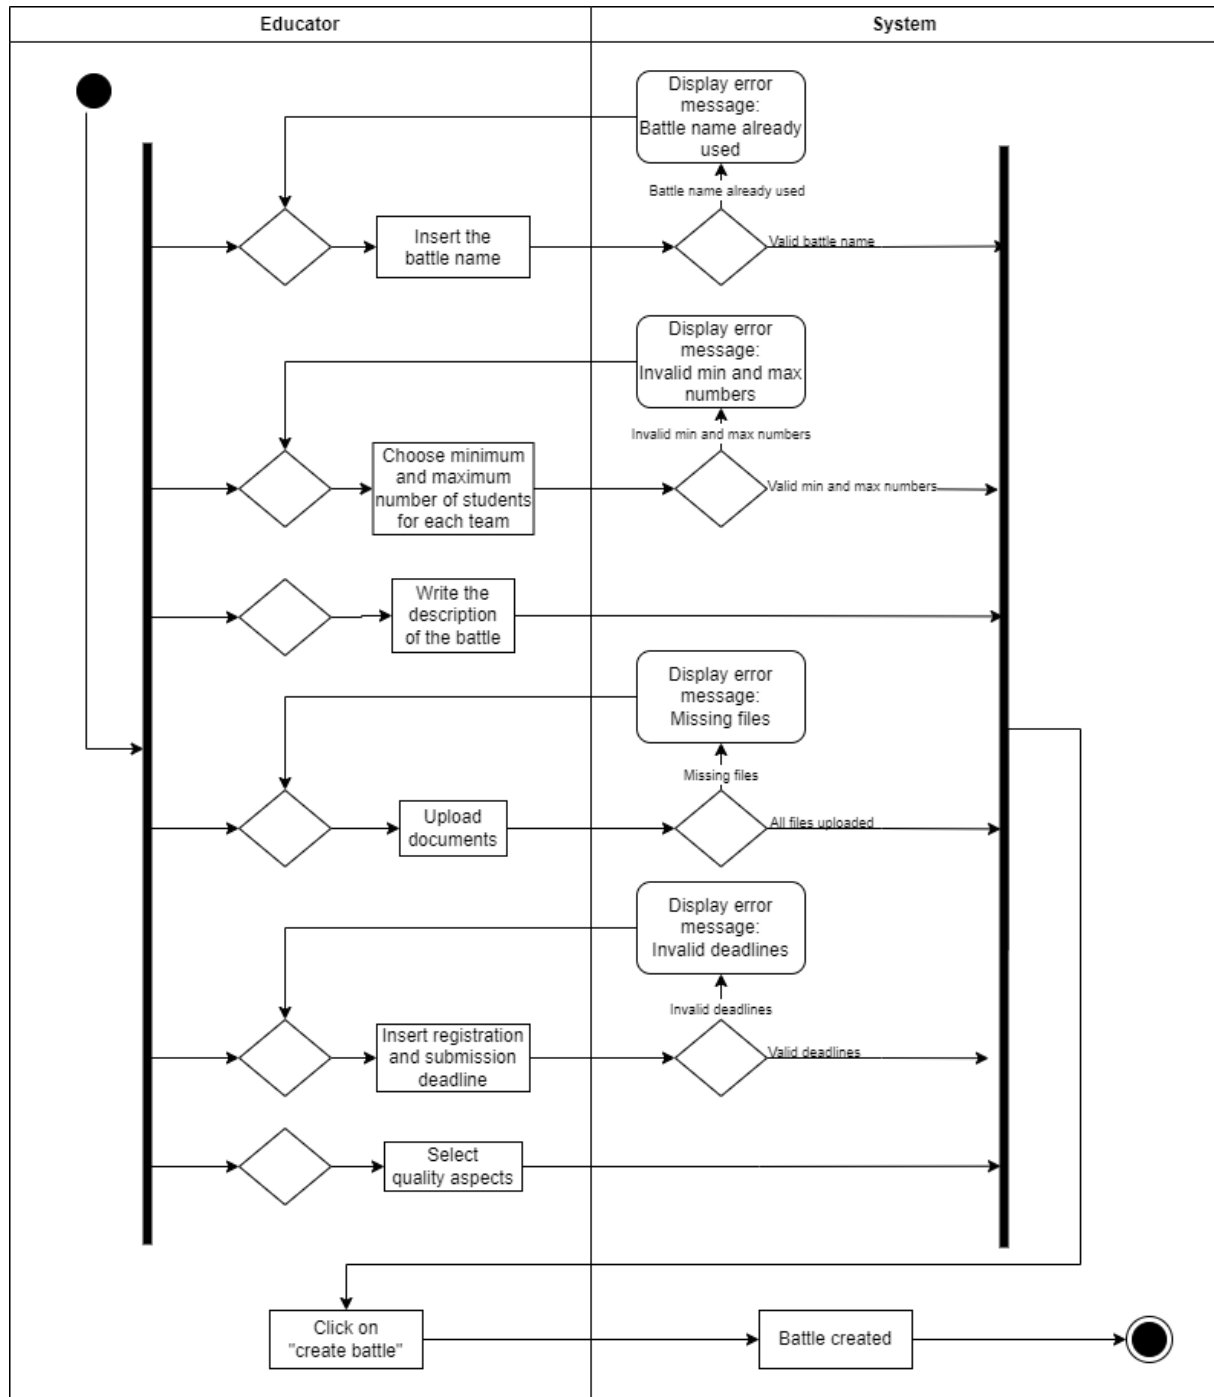 Educator
System
Display error
message:
Battle name already
used
Battle name already used
Insert the
battle name
Valid battle name
Display error
message:
Invalid min and max
numbers
Invalid min and max numbers
Choose minimum
and maximum
number of students
for each team
Valid min and max numbers
Write the
description
of the battle
Display error
message:
Missing files
Missing files
Upload
documents
All files uploaded
Display error
message:
Invalid deadlines
Invalid deadlines
Insert registration
and submission
deadline
Valid deadlines
Select
quality aspects
Click on
"create battle"
Battle created